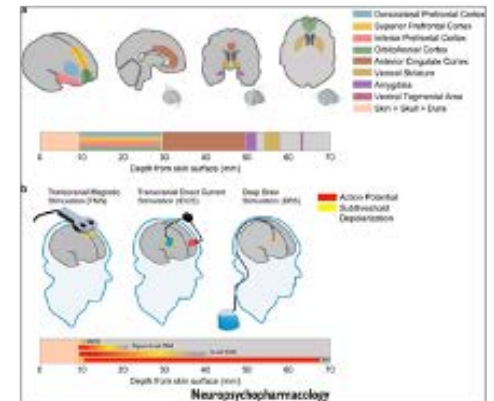 a
Dorsolateral Prefrontal Cortex
Superior Prefrontal Cortex
Inferior Prefrontal Cortex
Orbitofrontal Cortex
Anterior Cingulate Cortex
Ventral Striatum
Amygdala
Ventral Tegmental Area
Skin + Skull + Dura
0 10 20 30 40 50 60 70
Depth from skin surface (mm)
b
Transcranial Magnetic
Stimulation (TMS)
Transcranial Direct Current
Stimulation (tDCS)
Deep Brain
Stimulation (DBS)
Action Potential
Subthreshold
Depolarization
0 10 20 30 40 50 60 70
Depth from skin surface (mm)
Neuropsychopharmacology